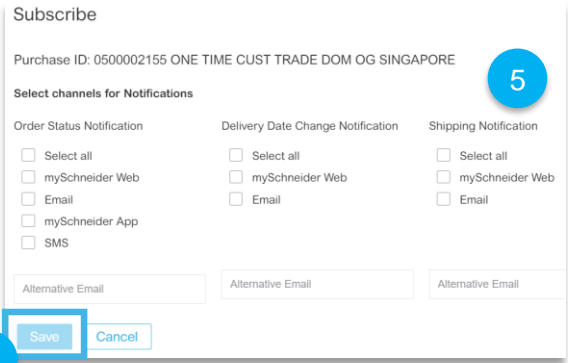 Subscribe
Purchase ID: 0500002155 ONE TIME CUST TRADE DOM OG SINGAPORE
5
Select channels for Notifications
Order Status Notification Delivery Date Change Notification Shipping Notification
Select all Select all Select all
mySchneider Web mySchneider Web mySchneider Web
Email Email Email
mySchneider App
SMS
Alternative Email Alternative Email Alternative Email
Save Cancel